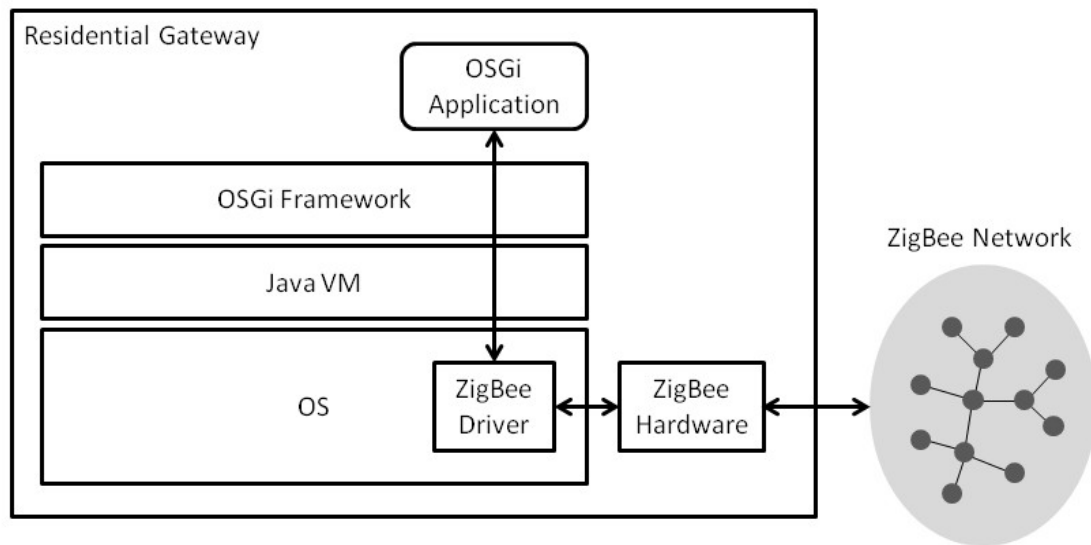 Residential Gateway
OSGi
Application
OSGi Framework
Java VM
OS
ZigBee
Driver
ZigBee
Hardware
ZigBee Network